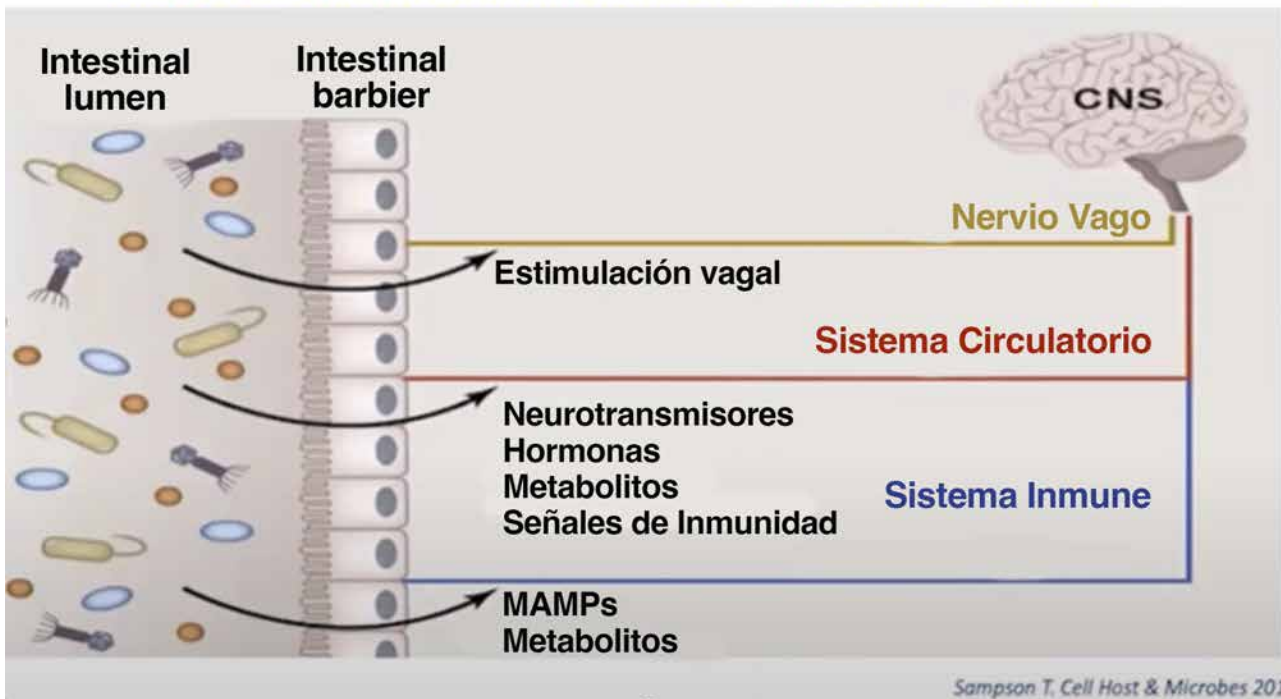 Intestinal
lumen
Intestinal
barbier
CNS
Nervio Vago
Estimulación vagal
Sistema Circulatorio
Neurotransmisores
Hormonas
Metabolitos
Señales de Inmunidad
Sistema Inmune
MAMPs
Metabolitos
Sampson T. Cell Host & Microbes